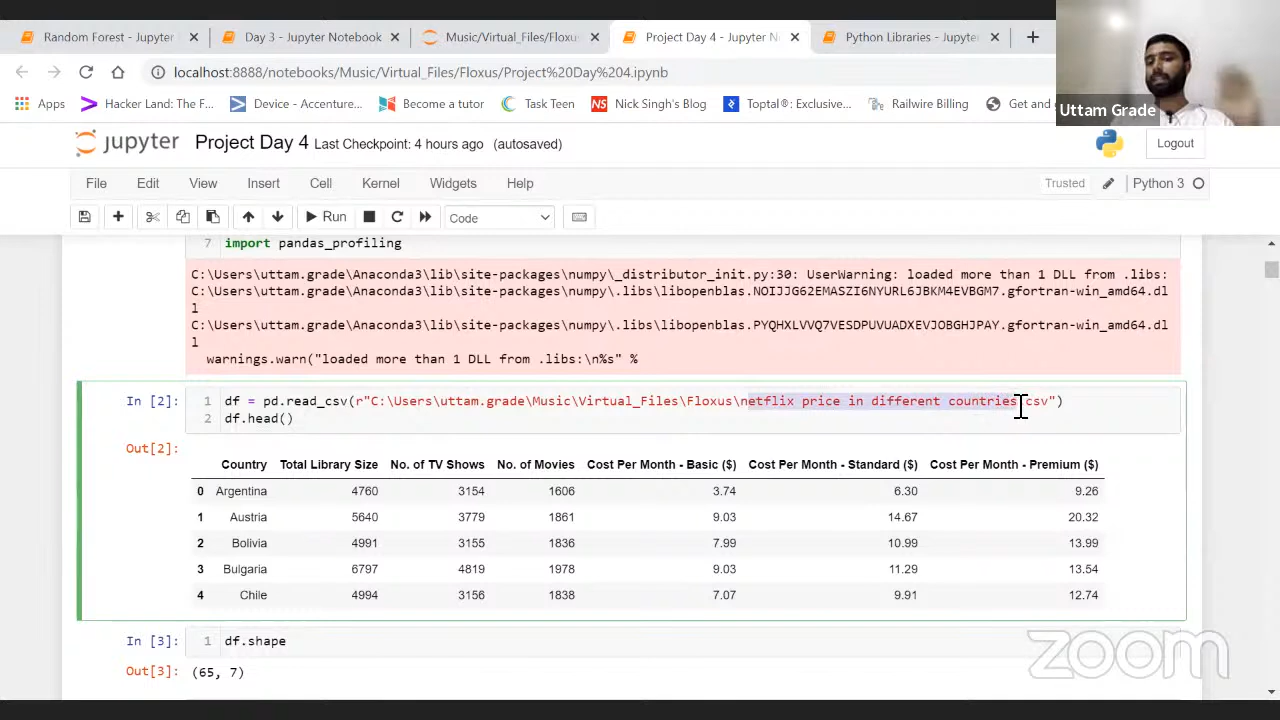 Random Forest - Jupyter
Day 3 - Jupyter Notebook
Music/Virtual_Files/Floxus
Project Day 4 - Jupyter N
Python Libraries - Jupyte
localhost:8888/notebooks/Music/Virtual_Files/Floxus/Project%20Day%204.ipynb
Apps
Hacker Land: The F...
Device - Accenture...
Become a tutor
Task Teen
NS
Nick Singh's Blog
Toptal®: Exclusive...
Railwire Billing
Get and
Uttam Grade
jupyter
Project Day 4 Last Checkpoint: 4 hours ago (autosaved)
Logout
File Edit View Insert Cell Kernel Widgets Help
Trusted
Python 3
Run
Code
7 import pandas_profiling
C:\Users\uttam.grade\Anaconda3\lib\site-packages\numpy\_distributor_init.py:30: UserWarning: loaded more than 1 DLL from .libs:
C:\Users\uttam.grade\Anaconda3\lib\site-packages\numpy\.libs\libopenblas.NOIJJG62EMASZI6NYURL6JBKM4EVBGM7.gfortran-win_amd64.dl
l
C:\Users\uttam.grade\Anaconda3\lib\site-packages\numpy\.libs\libopenblas.PYQHXLVVQ7VESDPUVUADXEVJOBGHJPAY.gfortran-win_amd64.dl
l
warnings.warn("loaded more than 1 DLL from .libs:\n%s" %
In [2]: 1 df = pd.read_csv(r"C:\Users\uttam.grade\Music\Virtual_Files\Floxus\netflix price in different countries.csv")
2 df.head()
Out[2]:
Country Total Library Size No. of TV Shows No. of Movies Cost Per Month - Basic ($) Cost Per Month - Standard ($) Cost Per Month - Premium ($)
0 Argentina 4760 3154 1606 3.74 6.30 9.26
1 Austria 5640 3779 1861 9.03 14.67 20.32
2 Bolivia 4991 3155 1836 7.99 10.99 13.99
3 Bulgaria 6797 4819 1978 9.03 11.29 13.54
4 Chile 4994 3156 1838 7.07 9.91 12.74
In [3]: 1 df.shape
Out[3]: (65, 7)
zoom